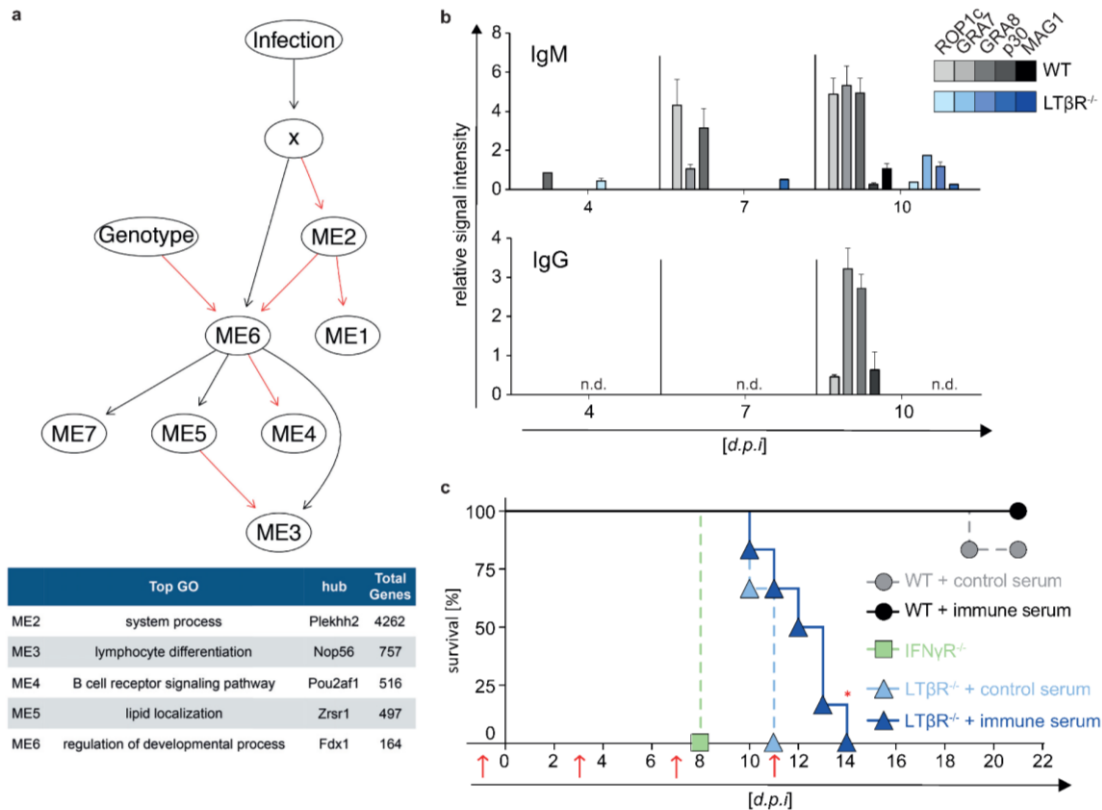 a
Infection
X
Genotype
ME2
ME6
ME1
ME7
ME5
ME4
ME3
Top GO hub Total Genes
ME2 system process Plekhh2 4262
ME3 lymphocyte differentiation Nop56 757
ME4 B cell receptor signaling pathway Pou2af1 516
ME5 lipid localization Zrsr1 497
ME6 regulation of developmental process Fdx1 164
b
ROP1c
GRA7
GRA8
p30
MAG1
WT
LTβR-/-
relative signal intensity
IgM
8
6
4
2
0
4 7 10
IgG
4
3
2
1
0
n.d. n.d. n.d.
4 7 10
[d.p.i]
c
survival [%]
100
75
50
25
0
WT + control serum
WT + immune serum
IFNγR-/-
LTβR-/- + control serum
*
LTβR-/- + immune serum
0 2 4 6 8 10 12 14 16 18 20 22
[d.p.i]